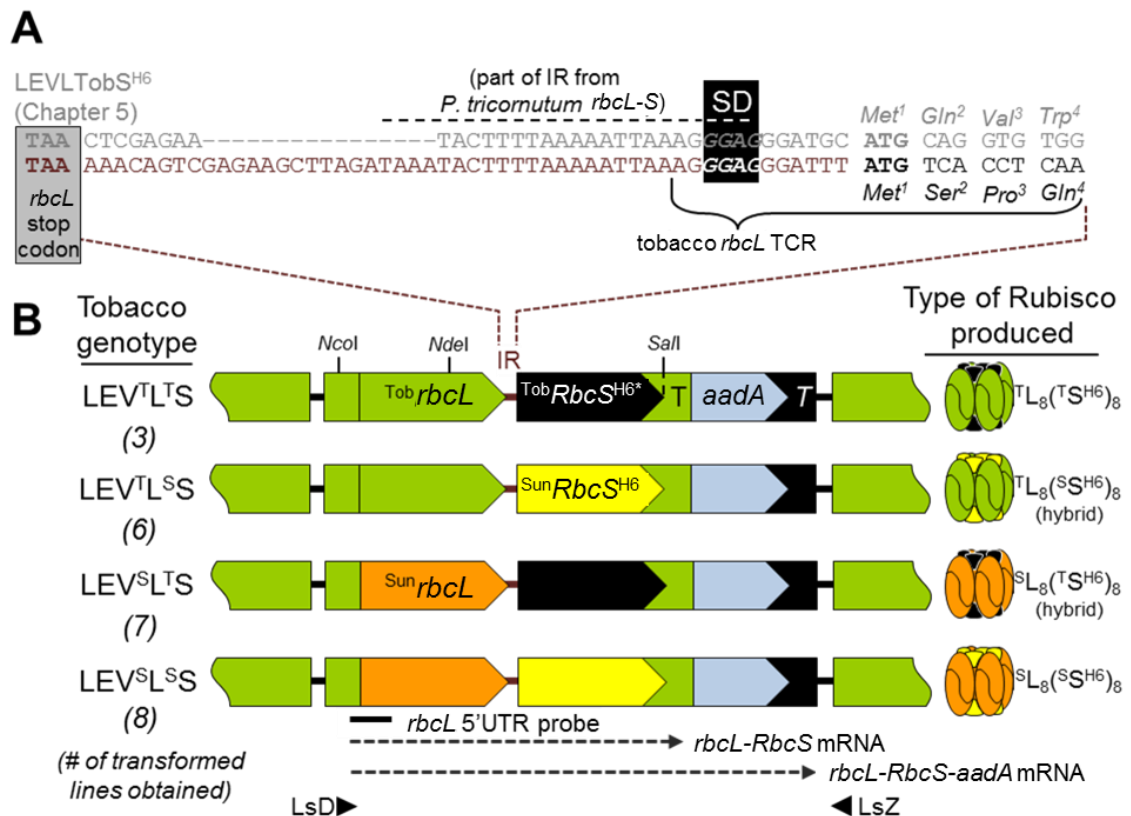 A
LEVLTobS^H6
(Chapter 5)
(part of IR from
P. tricornutum rbcL-S)
SD
Met¹ Gln² Val³ Trp⁴
TAA CTCGAGAA---------------TACTTTTAAAATTAAAGGGAGGGATGC ATG CAG GTG TGG
TAA AAACAGTCGAGAAGCTTAGATAAATACTTTTAAAAATTAAAGGGAGGGATTT ATG TCA CCT CAA
Met¹ Ser² Pro³ Gln⁴
rbcL
stop
codon
tobacco rbcL TCR
B
Tobacco
genotype
Type of Rubisco
produced
NcoI NdeI IR SalI
LEV^TL^TS
(3)
^Tob rbcL
^Tob RbcS^H6*
T
aadA
T
^TL₈(^TS^H6)₈
LEV^TL^SS
(6)
^Sun RbcS^H6
^TL₈(^SS^H6)₈
(hybrid)
LEV^SL^TS
(7)
^Sun rbcL
^SL₈(^TS^H6)₈
(hybrid)
LEV^SL^SS
(8)
^SL₈(^SS^H6)₈
rbcL 5'UTR probe
rbcL-RbcS mRNA
rbcL-RbcS-aadA mRNA
(# of transformed
lines obtained)
LsD
LsZ